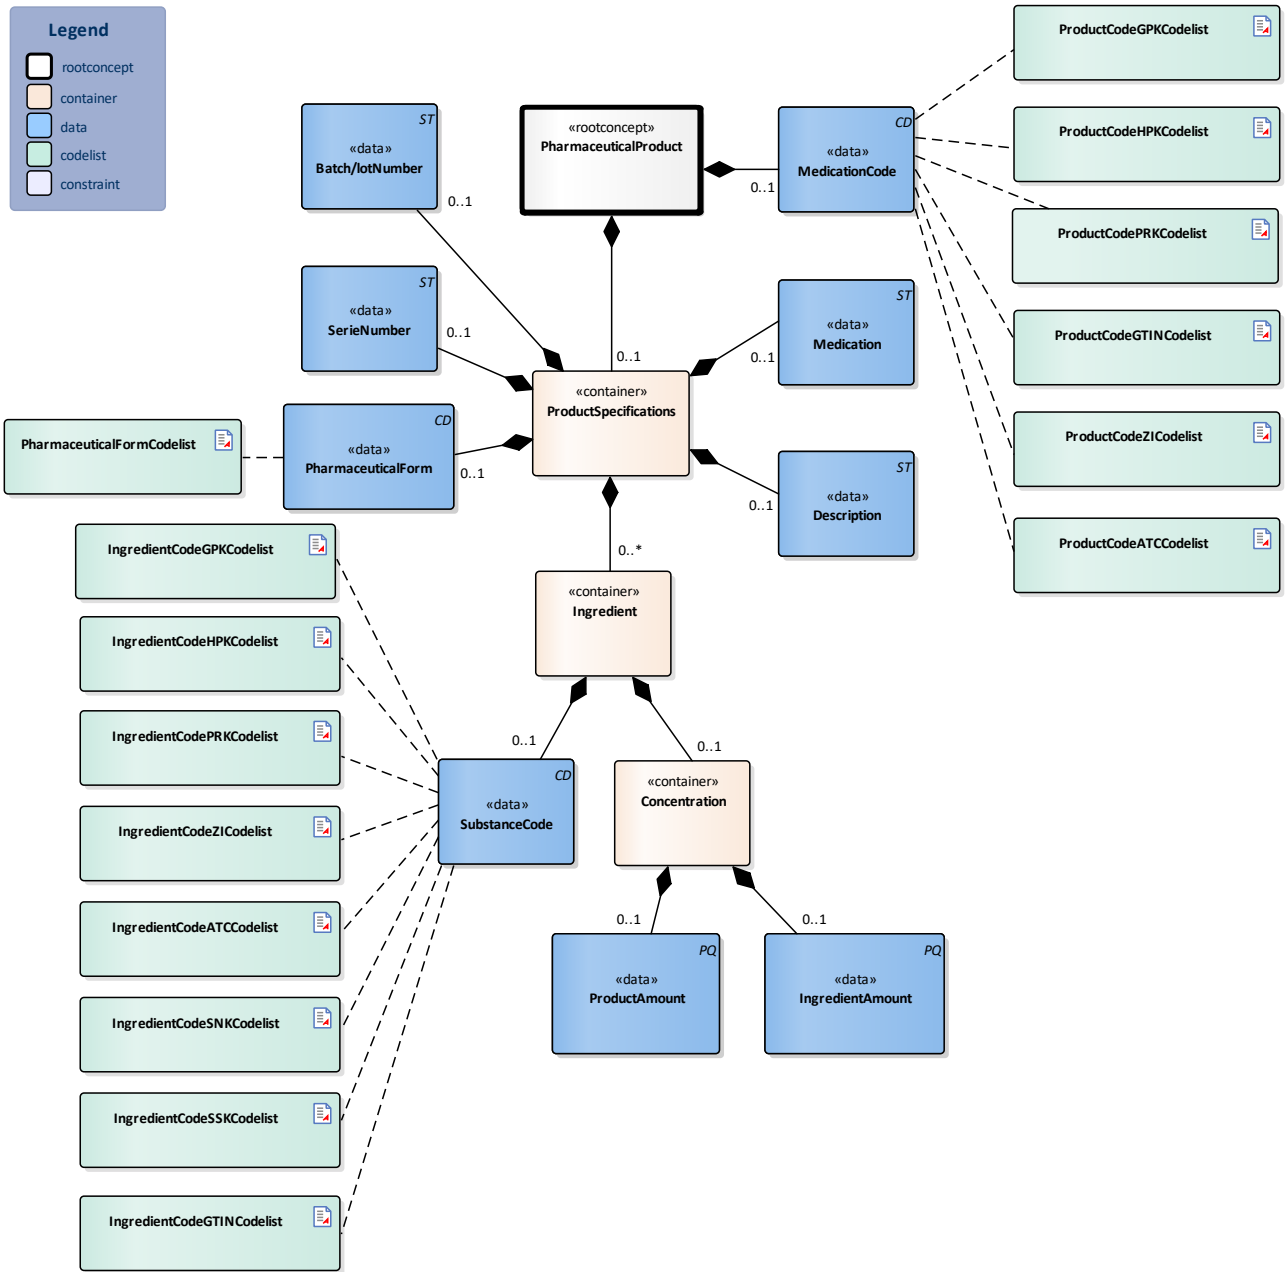 Legend
rootconcept
container
data
codelist
constraint
ST
«data»
Batch/lotNumber
0..1
«rootconcept»
PharmaceuticalProduct
CD
«data»
MedicationCode
0..1
ProductCodeGPKCodelist
ProductCodeHPKCodelist
ProductCodePRKCodelist
ProductCodeGTINCodelist
ProductCodeZICodelist
ProductCodeATCCodelist
ST
«data»
SerieNumber
0..1
0..1
ST
«data»
Medication
0..1
«container»
ProductSpecifications
PharmaceuticalFormCodelist
CD
«data»
PharmaceuticalForm
0..1
ST
«data»
Description
0..1
0..*
«container»
Ingredient
IngredientCodeGPKCodelist
IngredientCodeHPKCodelist
IngredientCodePRKCodelist
IngredientCodeZICodelist
IngredientCodeATCCodelist
IngredientCodeSNKCodelist
IngredientCodeSSKCodelist
IngredientCodeGTINCodelist
0..1
CD
«data»
SubstanceCode
0..1
«container»
Concentration
0..1
PQ
«data»
ProductAmount
0..1
PQ
«data»
IngredientAmount